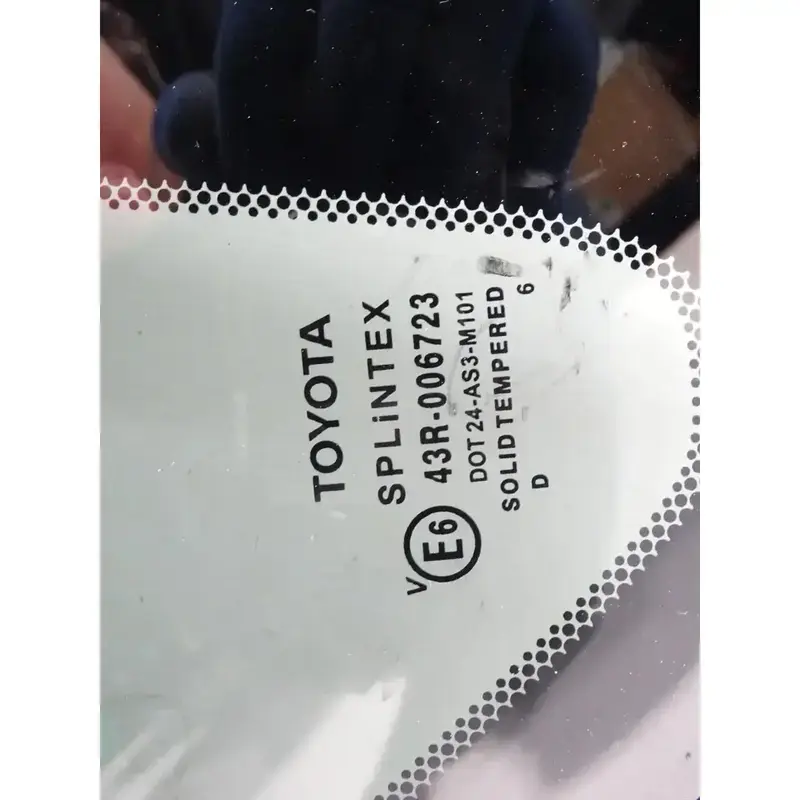 TOYOTA
SPLiNTEX
V E6 43R-006723
DOT 24-AS3-M101
SOLID TEMPERED
D 6